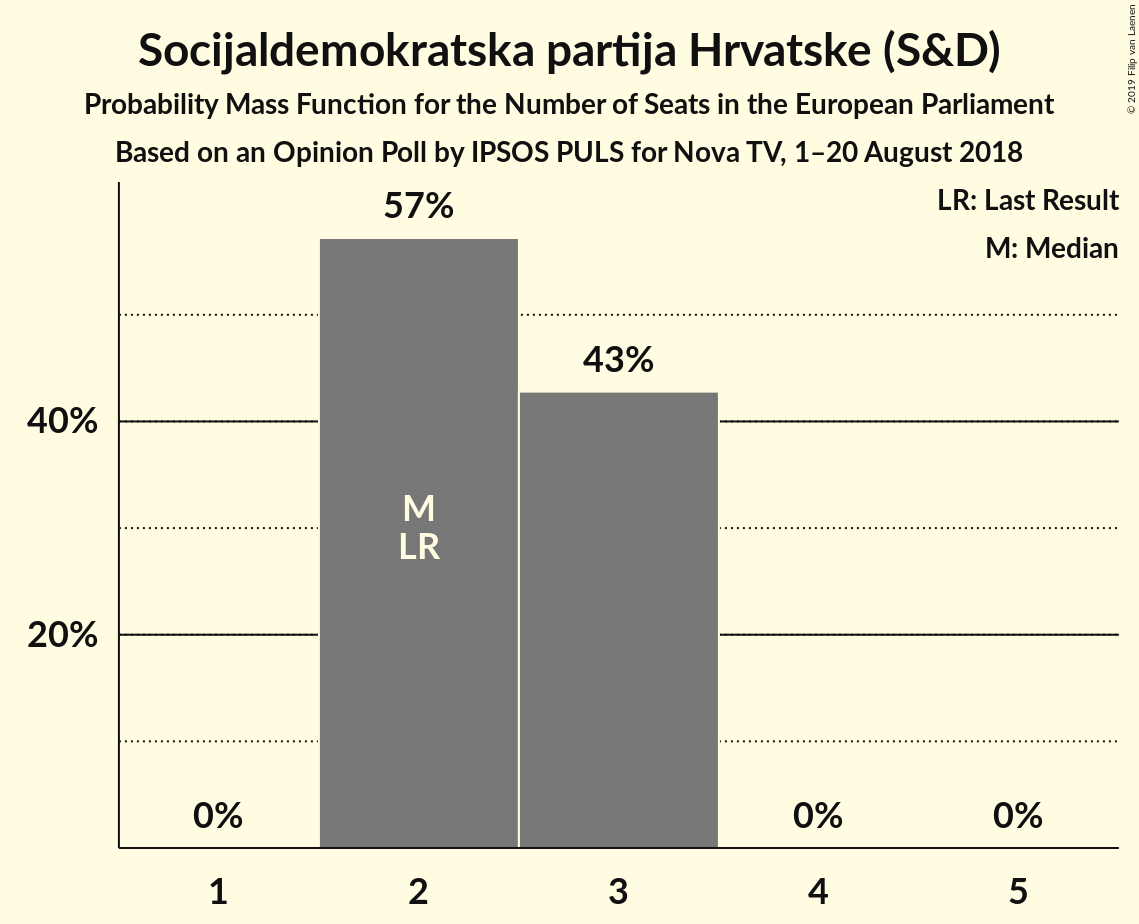 Socijaldemokratska partija Hrvatske (S&D)
Probability Mass Function for the Number of Seats in the European Parliament
Based on an Opinion Poll by IPSOS PULS for Nova TV, 1–20 August 2018
© 2019 Filip van Laenen
LR: Last Result
M: Median
57%
43%
40%
M
LR
20%
0%
0%
0%
1
2
3
4
5